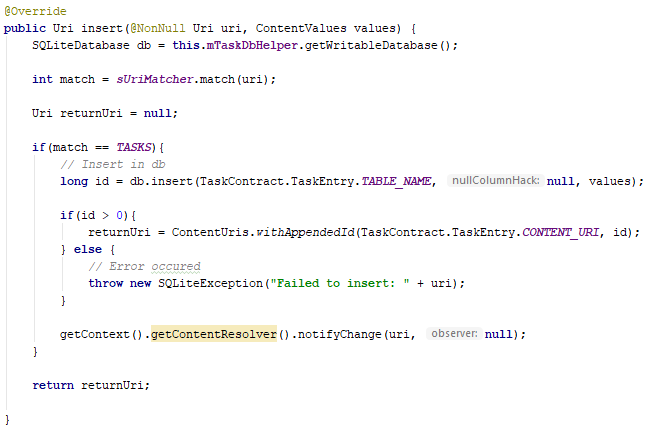 @Override
public Uri insert(@NonNull Uri uri, ContentValues values) {
SQLiteDatabase db = this.mTaskDbHelper.getWritableDatabase();
int match = sUriMatcher.match(uri);
Uri returnUri = null;
if(match == TASKS){
// Insert in db
long id = db.insert(TaskContract.TaskEntry.TABLE_NAME, nullColumnHack: null, values);
if(id > 0){
returnUri = ContentUris.withAppendedId(TaskContract.TaskEntry.CONTENT_URI, id);
} else {
// Error occured
throw new SQLiteException("Failed to insert: " + uri);
}
getContext().getContentResolver().notifyChange(uri, observer: null);
}
return returnUri;
}